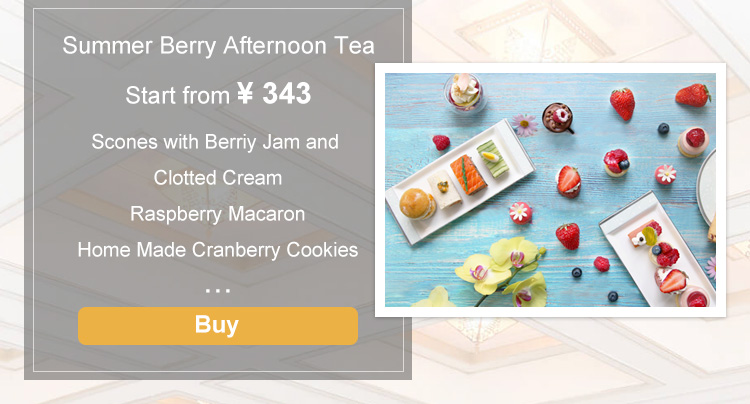 Summer Berry Afternoon Tea
Start from ¥ 343
Scones with Berriy Jam and
Clotted Cream
Raspberry Macaron
Home Made Cranberry Cookies
...
Buy